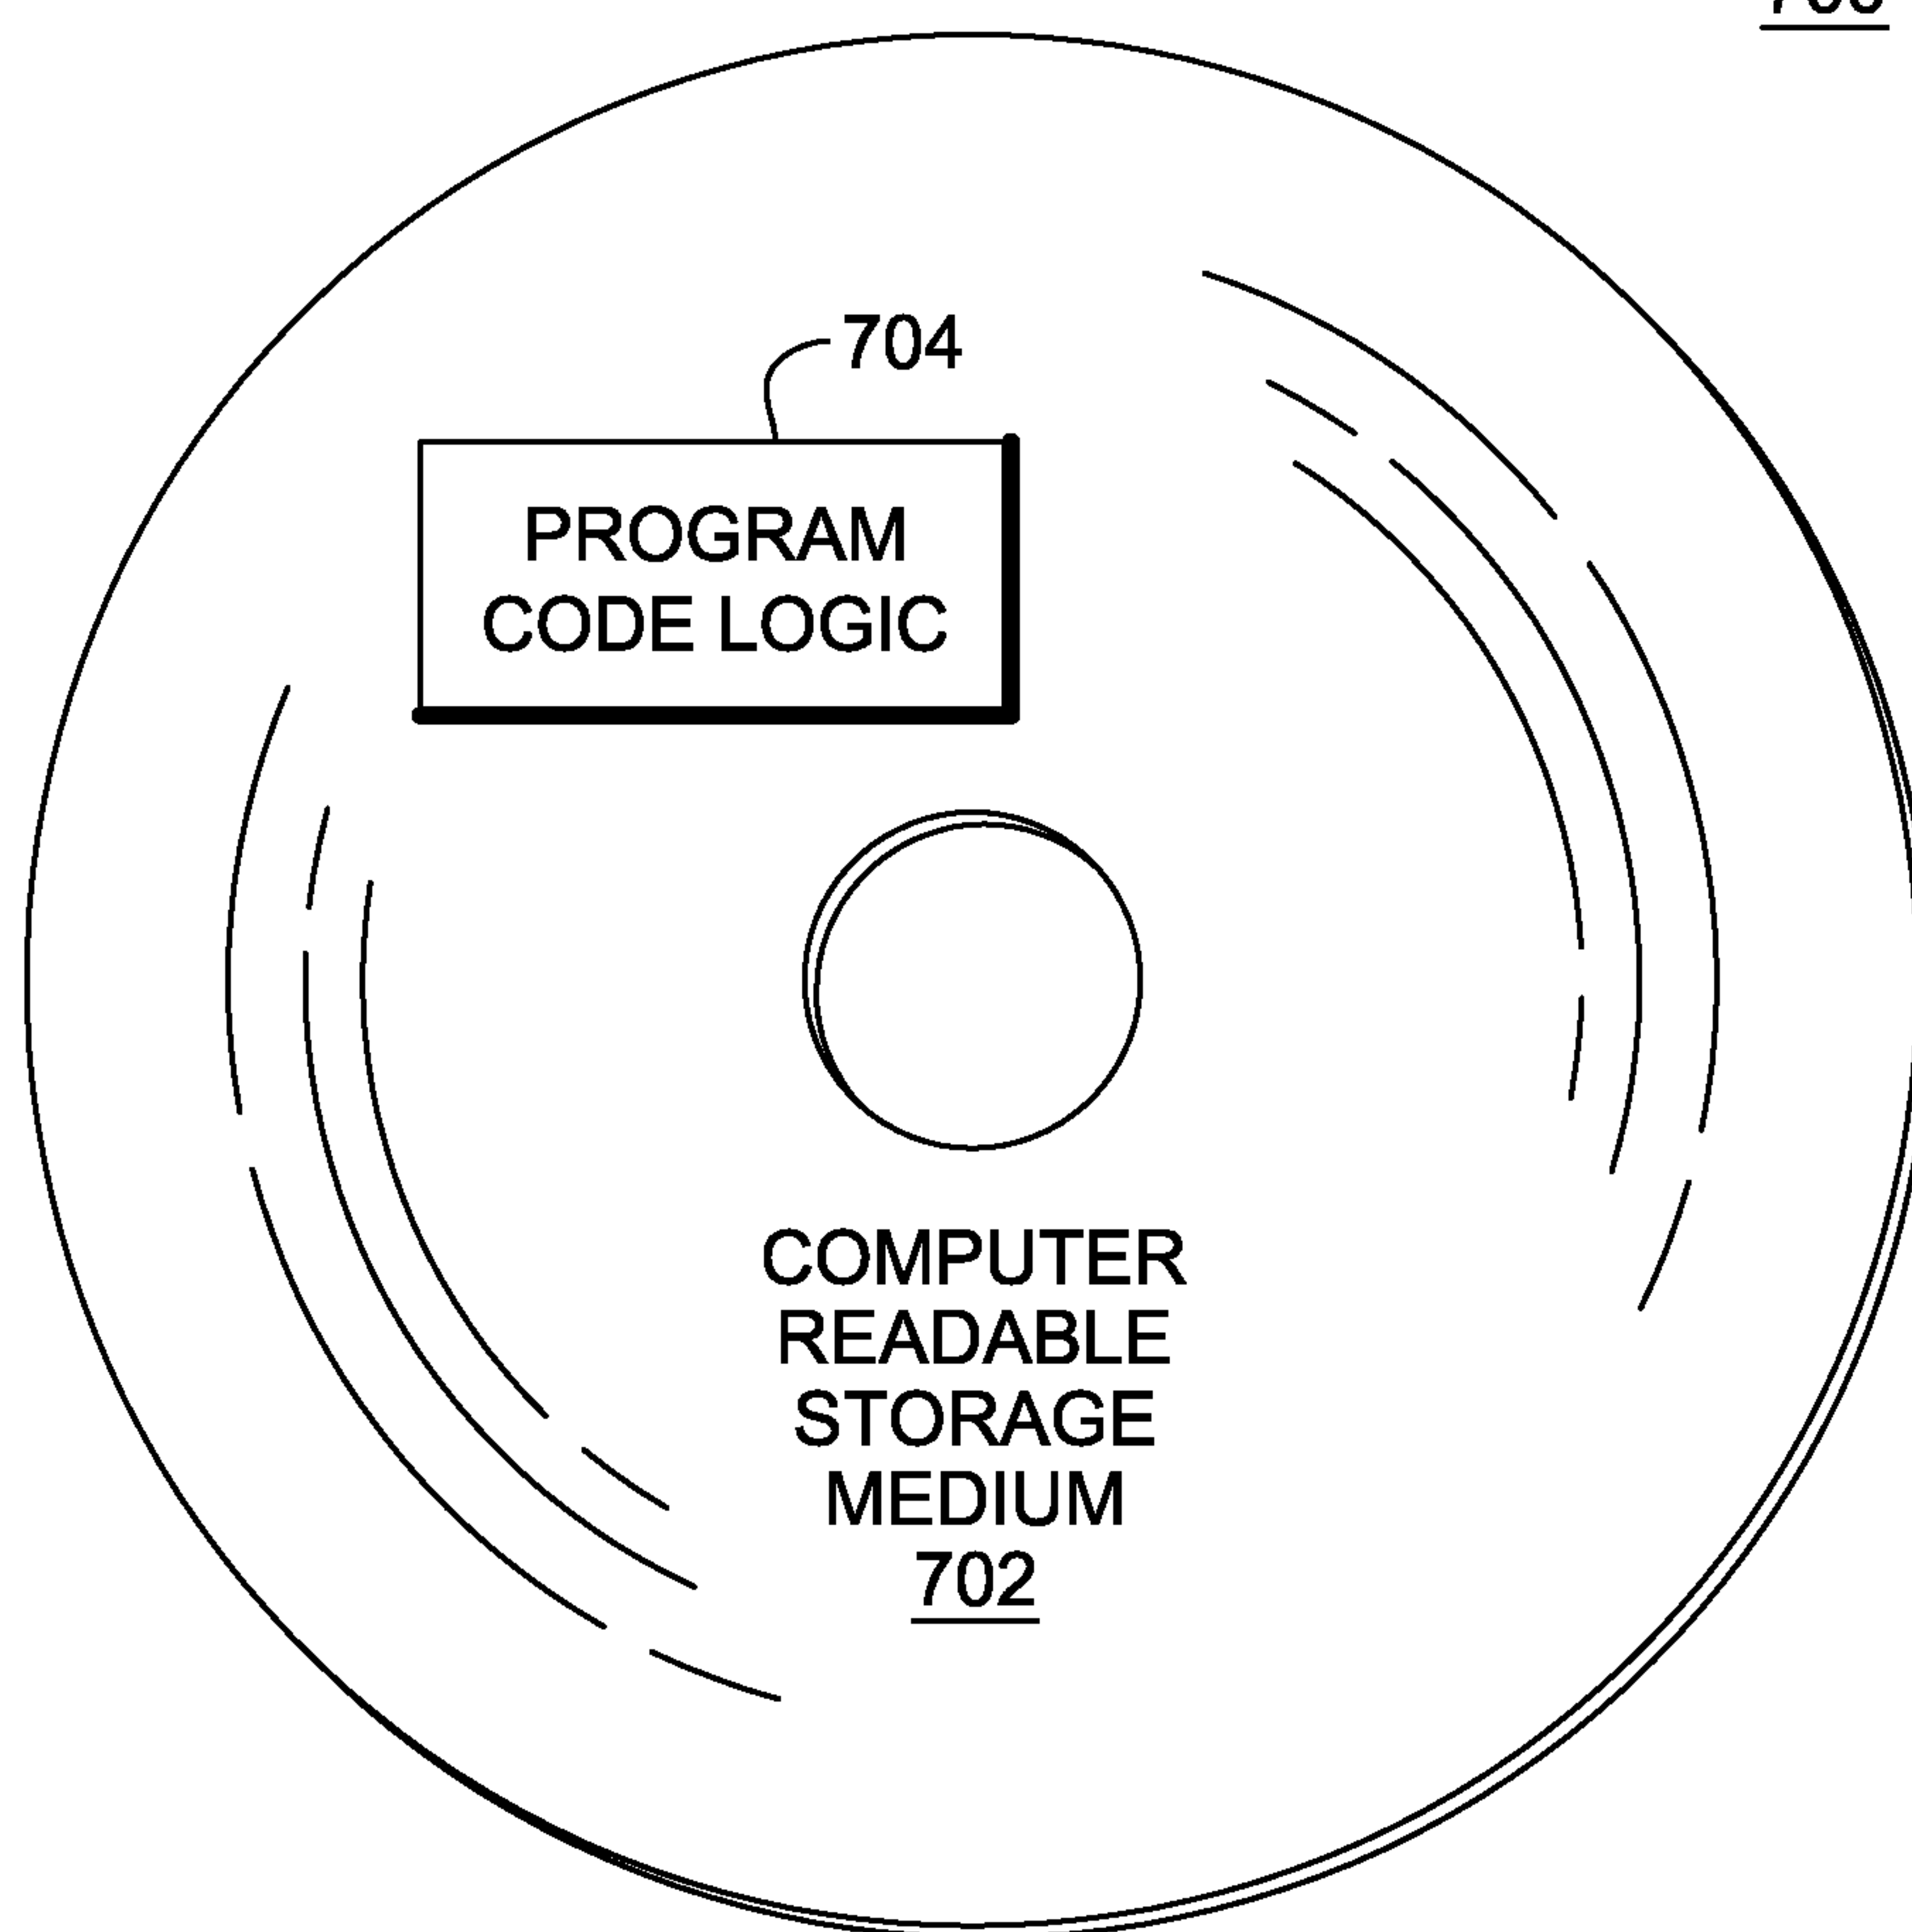 704
PROGRAM
CODE LOGIC
COMPUTER
READABLE
STORAGE
MEDIUM
702